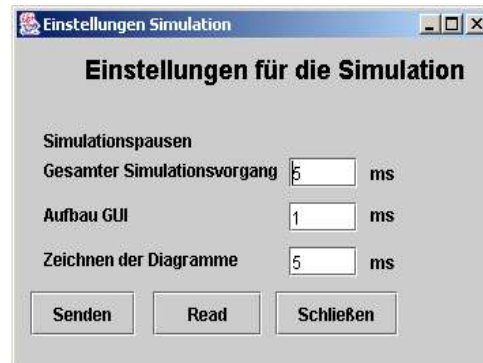 Einstellungen Simulation
Einstellungen für die Simulation
Simulationspausen
Gesamter Simulationsvorgang 5 ms
Aufbau GUI 1 ms
Zeichnen der Diagramme 5 ms
Senden Read Schließen